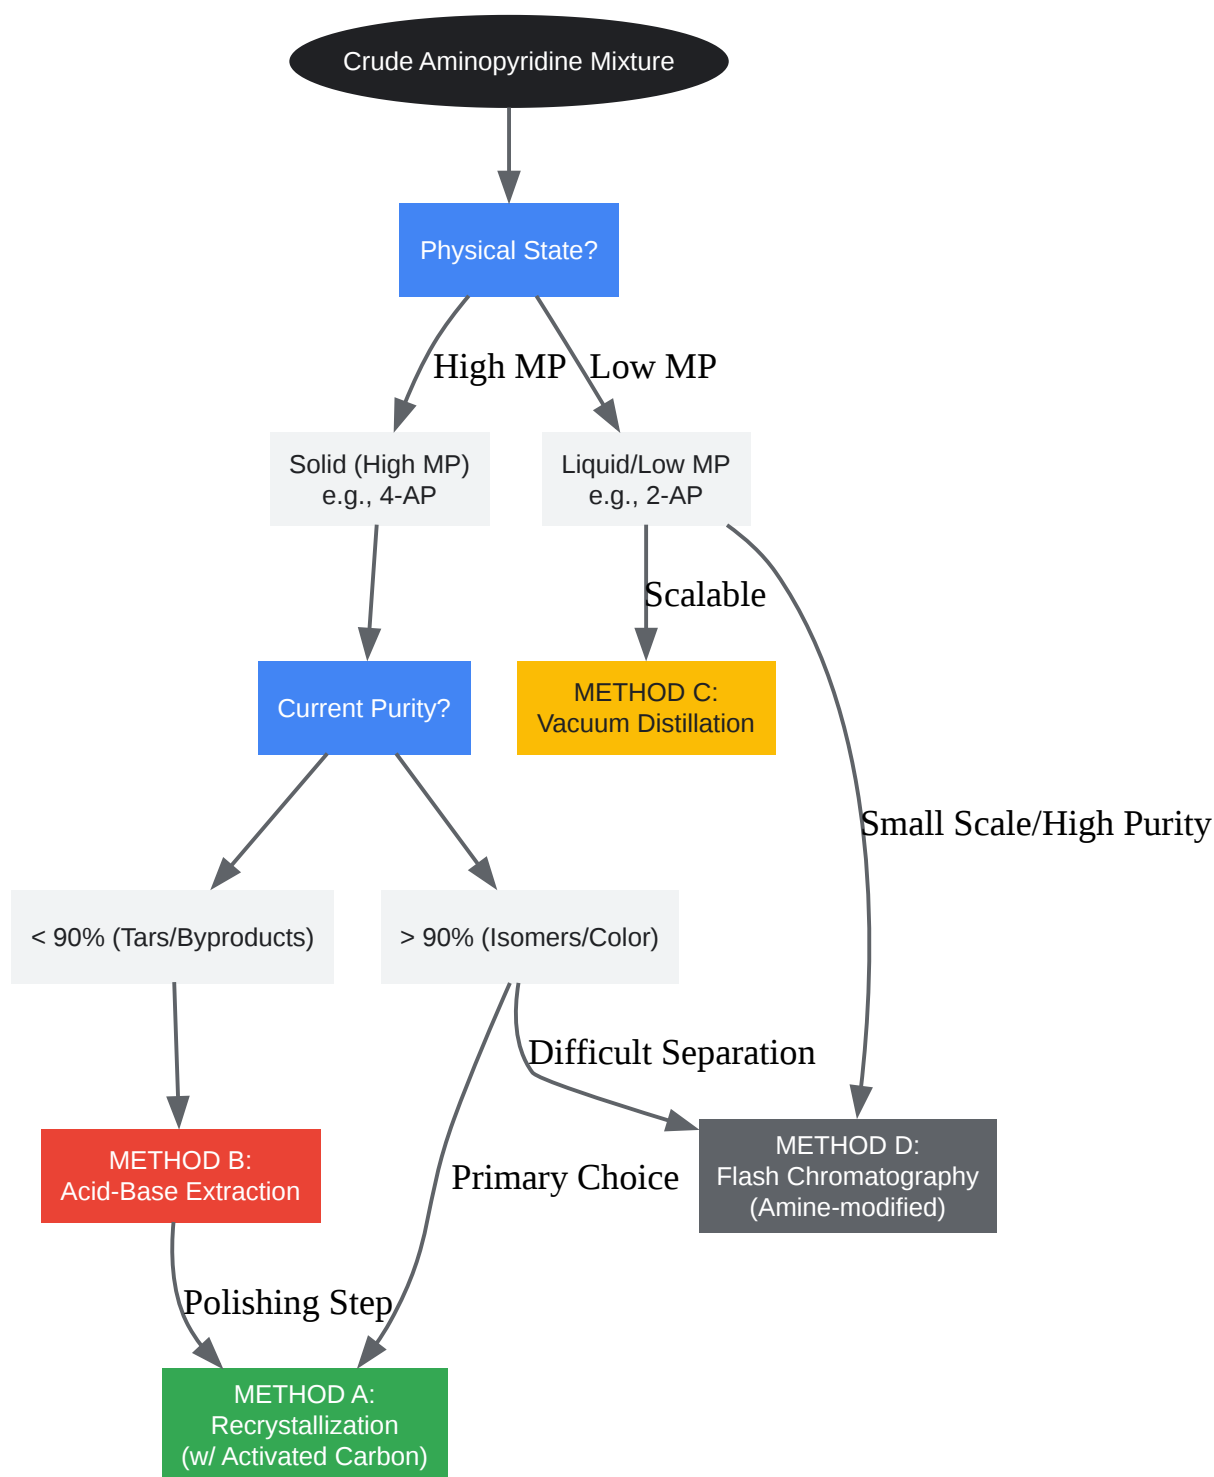 Crude Aminopyridine Mixture
Physical State?
High MP
Low MP
Solid (High MP)
e.g., 4-AP
Liquid/Low MP
e.g., 2-AP
Scalable
Current Purity?
METHOD C:
Vacuum Distillation
Small Scale/High Purity
< 90% (Tars/Byproducts)
> 90% (Isomers/Color)
Difficult Separation
METHOD B:
Acid-Base Extraction
Primary Choice
METHOD D:
Flash Chromatography
(Amine-modified)
Polishing Step
METHOD A:
Recrystallization
(w/ Activated Carbon)